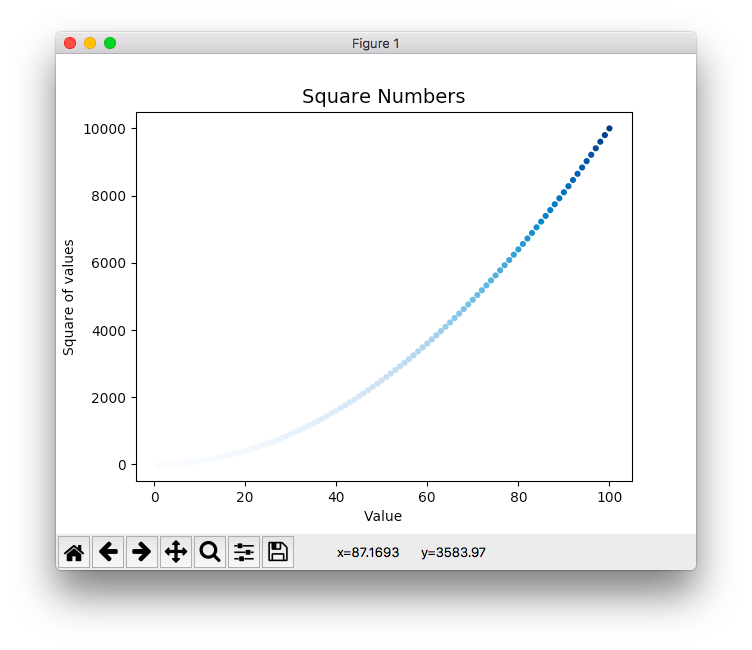 Figure 1
Square Numbers
10000
8000
6000
4000
2000
0
Square of values
0 20 40 60 80 100
Value
x=87.1693 y=3583.97